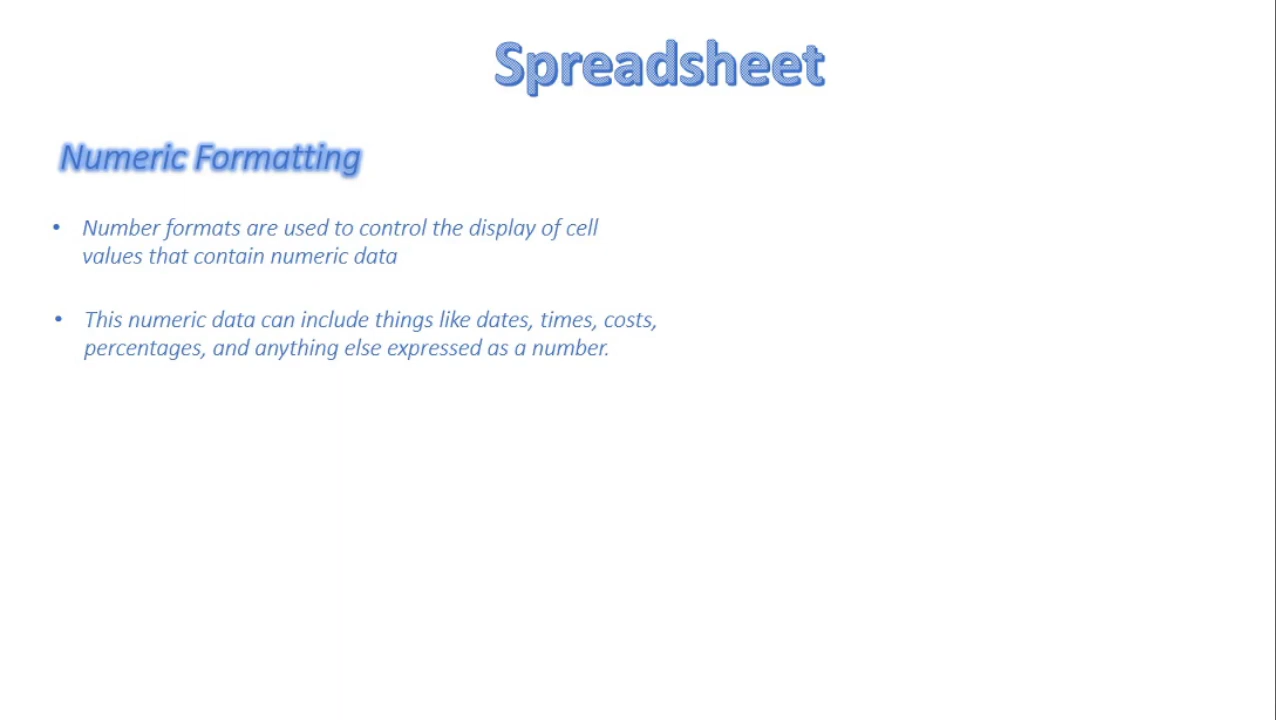 Spreadsheet
Numeric Formatting
• Number formats are used to control the display of cell
values that contain numeric data
• This numeric data can include things like dates, times, costs,
percentages, and anything else expressed as a number.